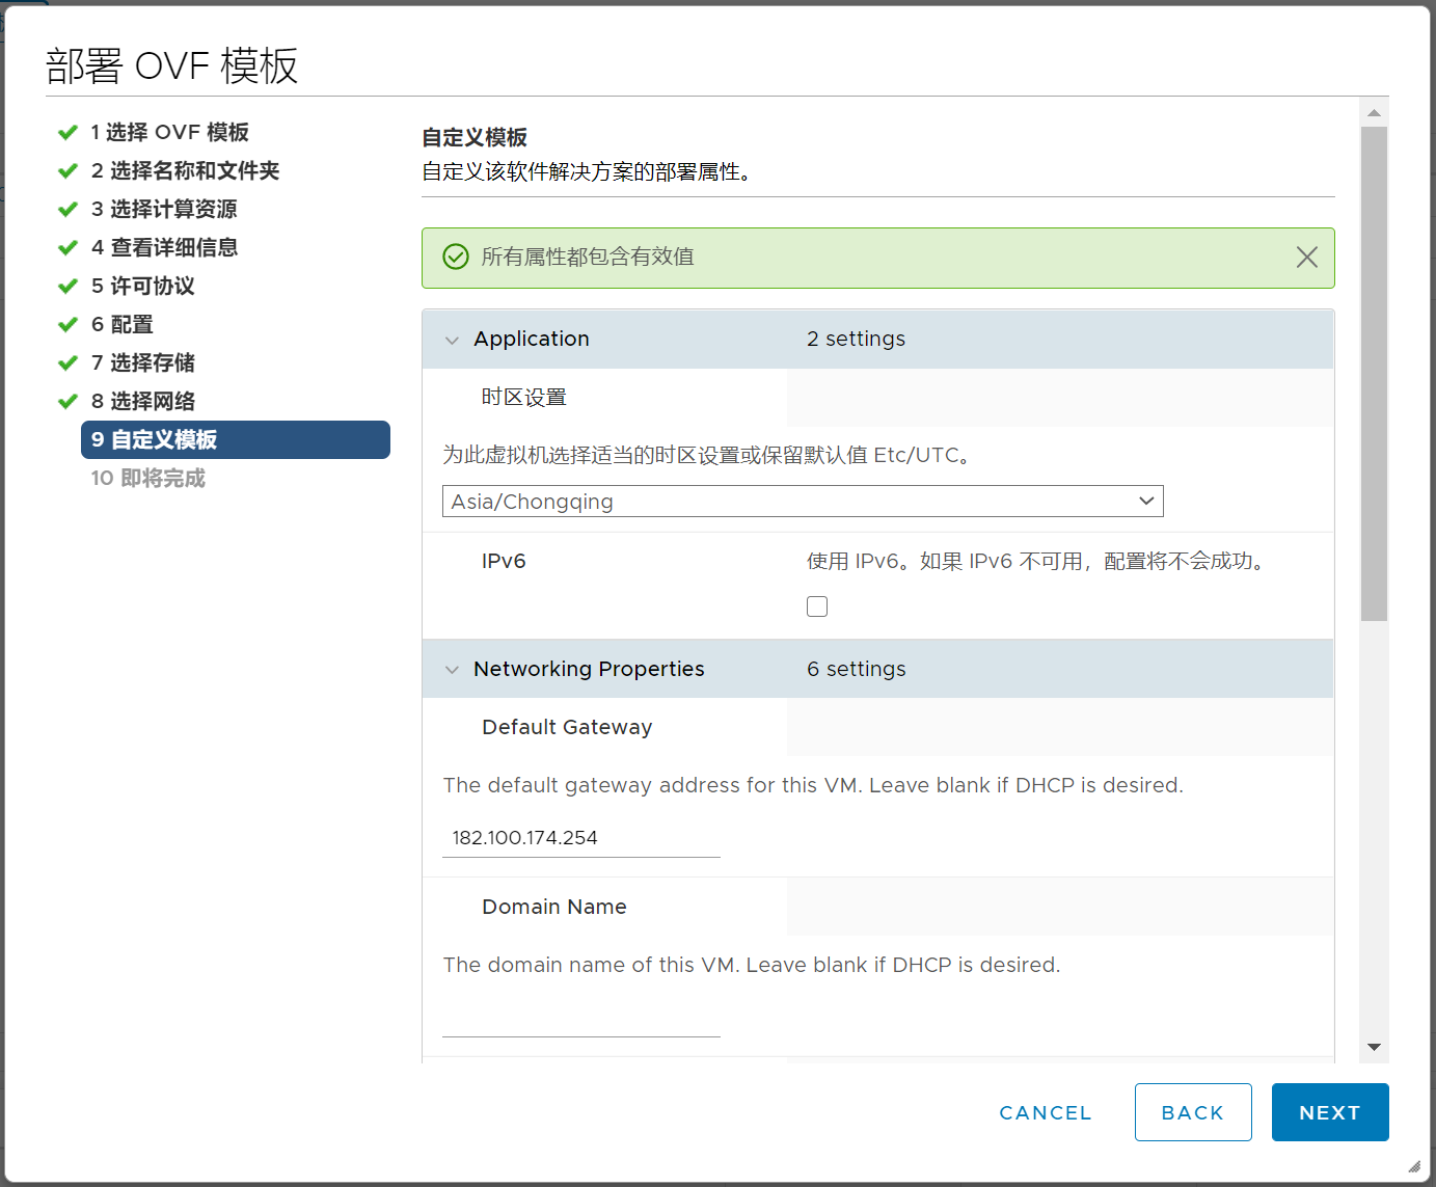 部署 OVF 模板
1 选择 OVF 模板
2 选择名称和文件夹
3 选择计算资源
4 查看详细信息
5 许可协议
6 配置
7 选择存储
8 选择网络
9 自定义模板
10 即将完成
自定义模板
自定义该软件解决方案的部署属性。
所有属性都包含有效值
Application 2 settings
时区设置
为此虚拟机选择适当的时区设置或保留默认值 Etc/UTC。
Asia/Chongqing
IPv6 使用 IPv6。如果 IPv6 不可用，配置将不会成功。
Networking Properties 6 settings
Default Gateway
The default gateway address for this VM. Leave blank if DHCP is desired.
182.100.174.254
Domain Name
The domain name of this VM. Leave blank if DHCP is desired.
CANCEL BACK NEXT